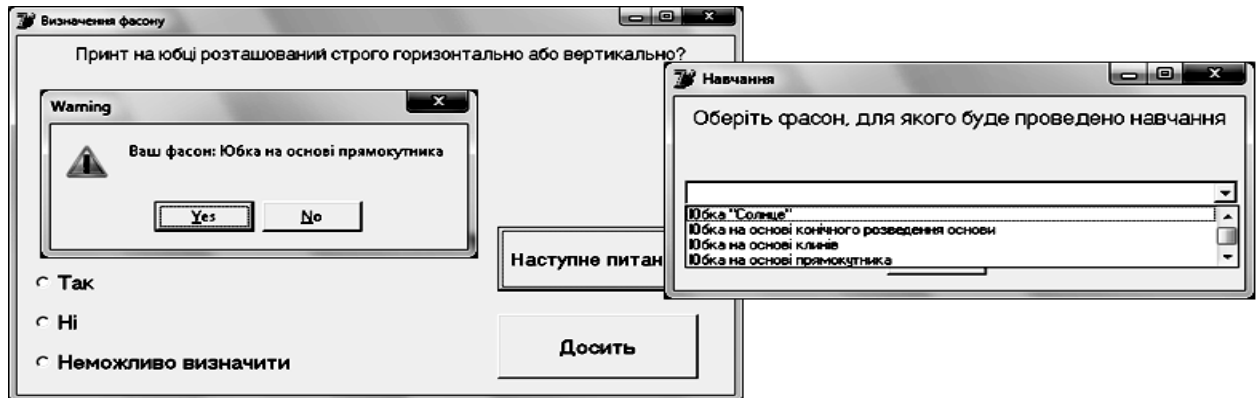 Визначення фасону
Принт на юбці розташований строго горизонтально або вертикально?
Warning
Ваш фасон: Юбка на основі прямокутника
Yes
No
Наступне питан
Так
Ні
Неможливо визначити
Досить
Навчання
Оберіть фасон, для якого буде проведено навчання
Юбка "Солнце"
Юбка на основі конічного розведення основи
Юбка на основі клинів
Юбка на основі прямокутника